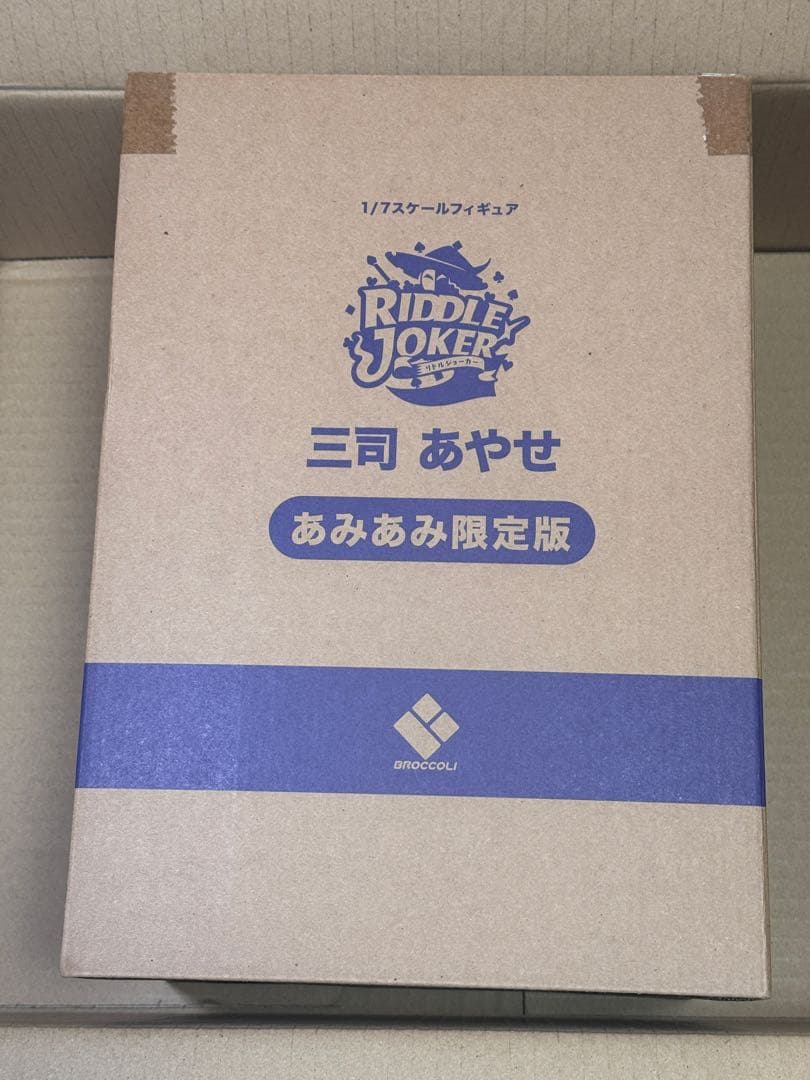 1/7スケールフィギュア
RIDDLE
JOKER
リドルジョーカー
三司 あやせ
あみあみ限定版
BROCCOLI